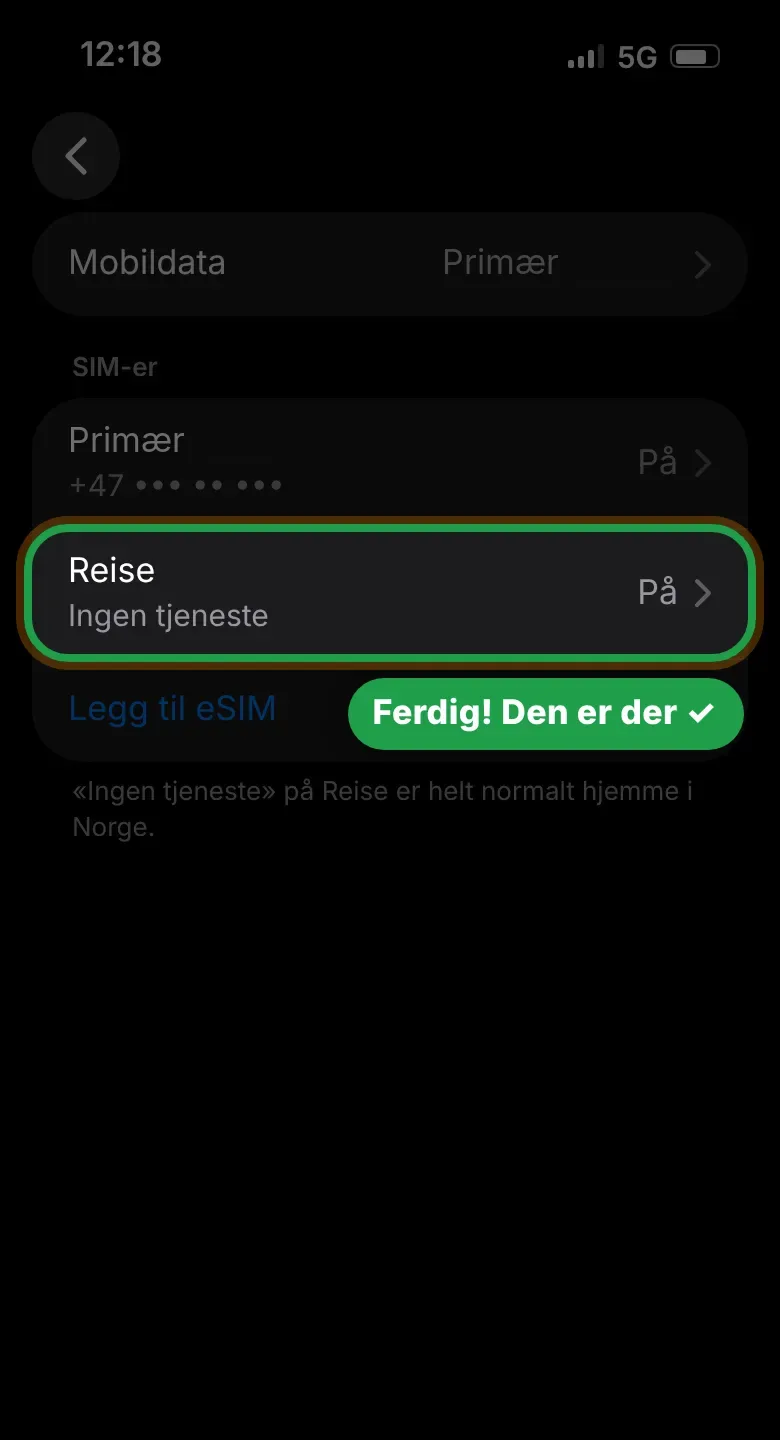 12:18
5G
Mobildata
Primær
SIM-er
Primær
På
+47 ••• •• •••
Reise
På
Ingen tjeneste
Legg til eSIM
Ferdig! Den er der ✓
«Ingen tjeneste» på Reise er helt normalt hjemme i
Norge.